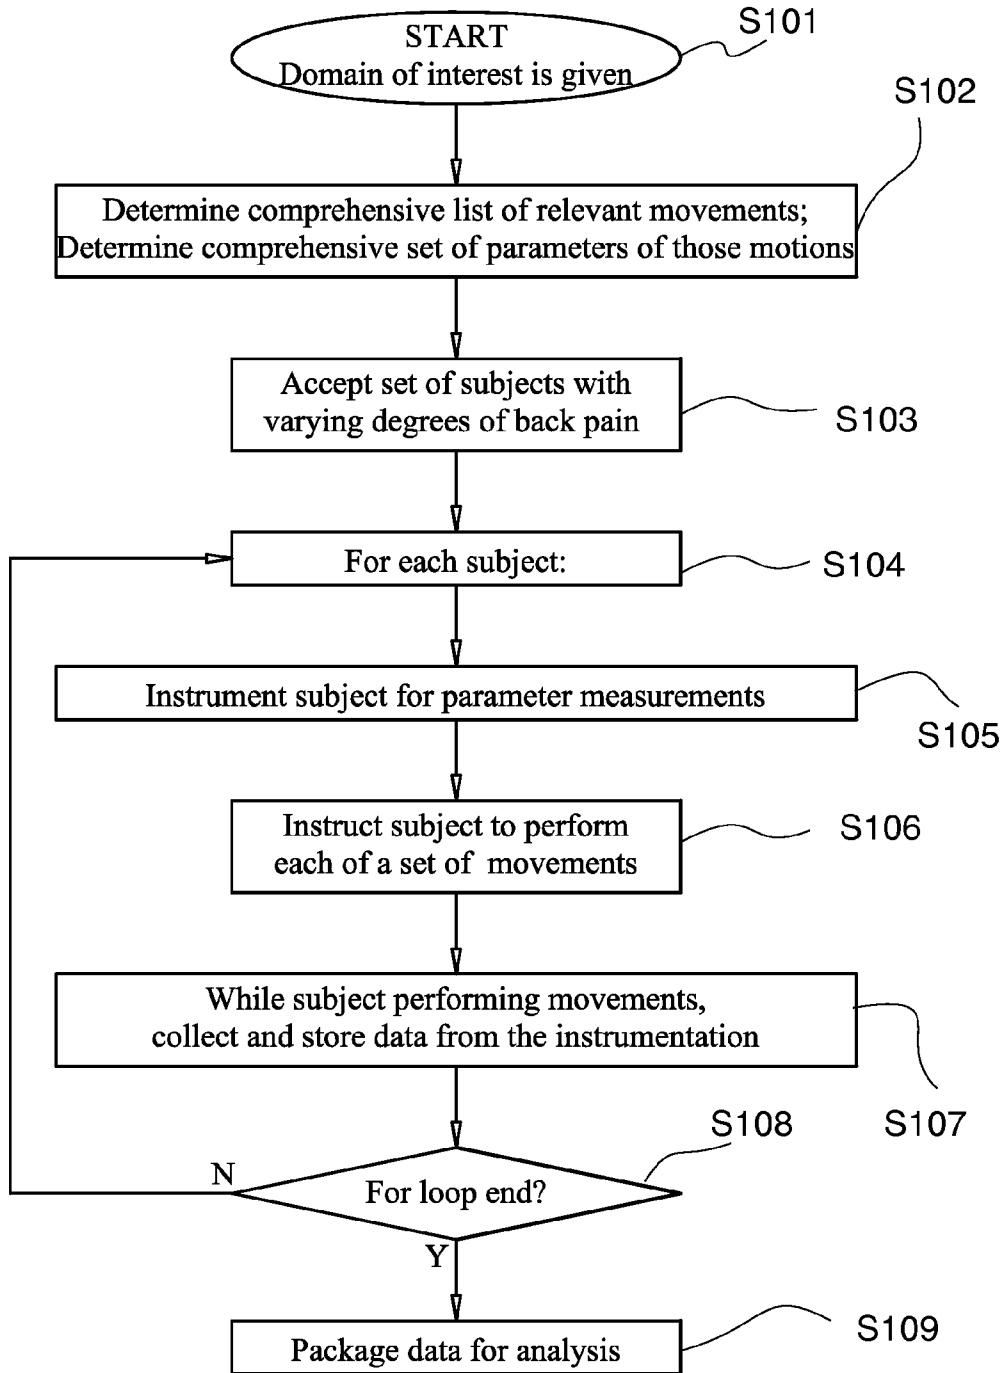 START
Domain of interest is given
S101
S102
Determine comprehensive list of relevant movements;
Determine comprehensive set of parameters of those motions
Accept set of subjects with
varying degrees of back pain
S103
For each subject:
S104
Instrument subject for parameter measurements
S105
Instruct subject to perform
each of a set of movements
S106
While subject performing movements,
collect and store data from the instrumentation
S107
S108
N
For loop end?
Y
Package data for analysis
S109